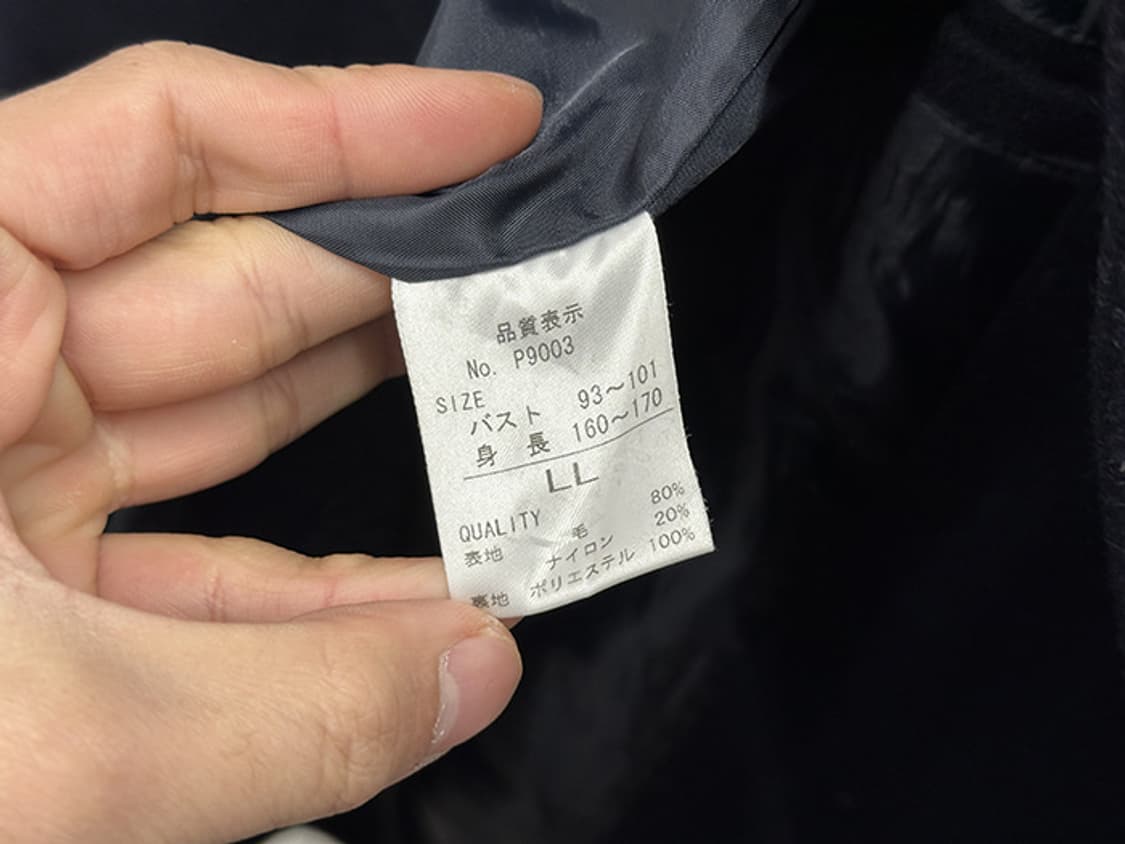 品質表示
No. P9003
SIZE
バスト 93～101
身 長 160～170
LL
QUALITY
表地 毛 80%
ナイロン 20%
裏地 ポリエステル 100%